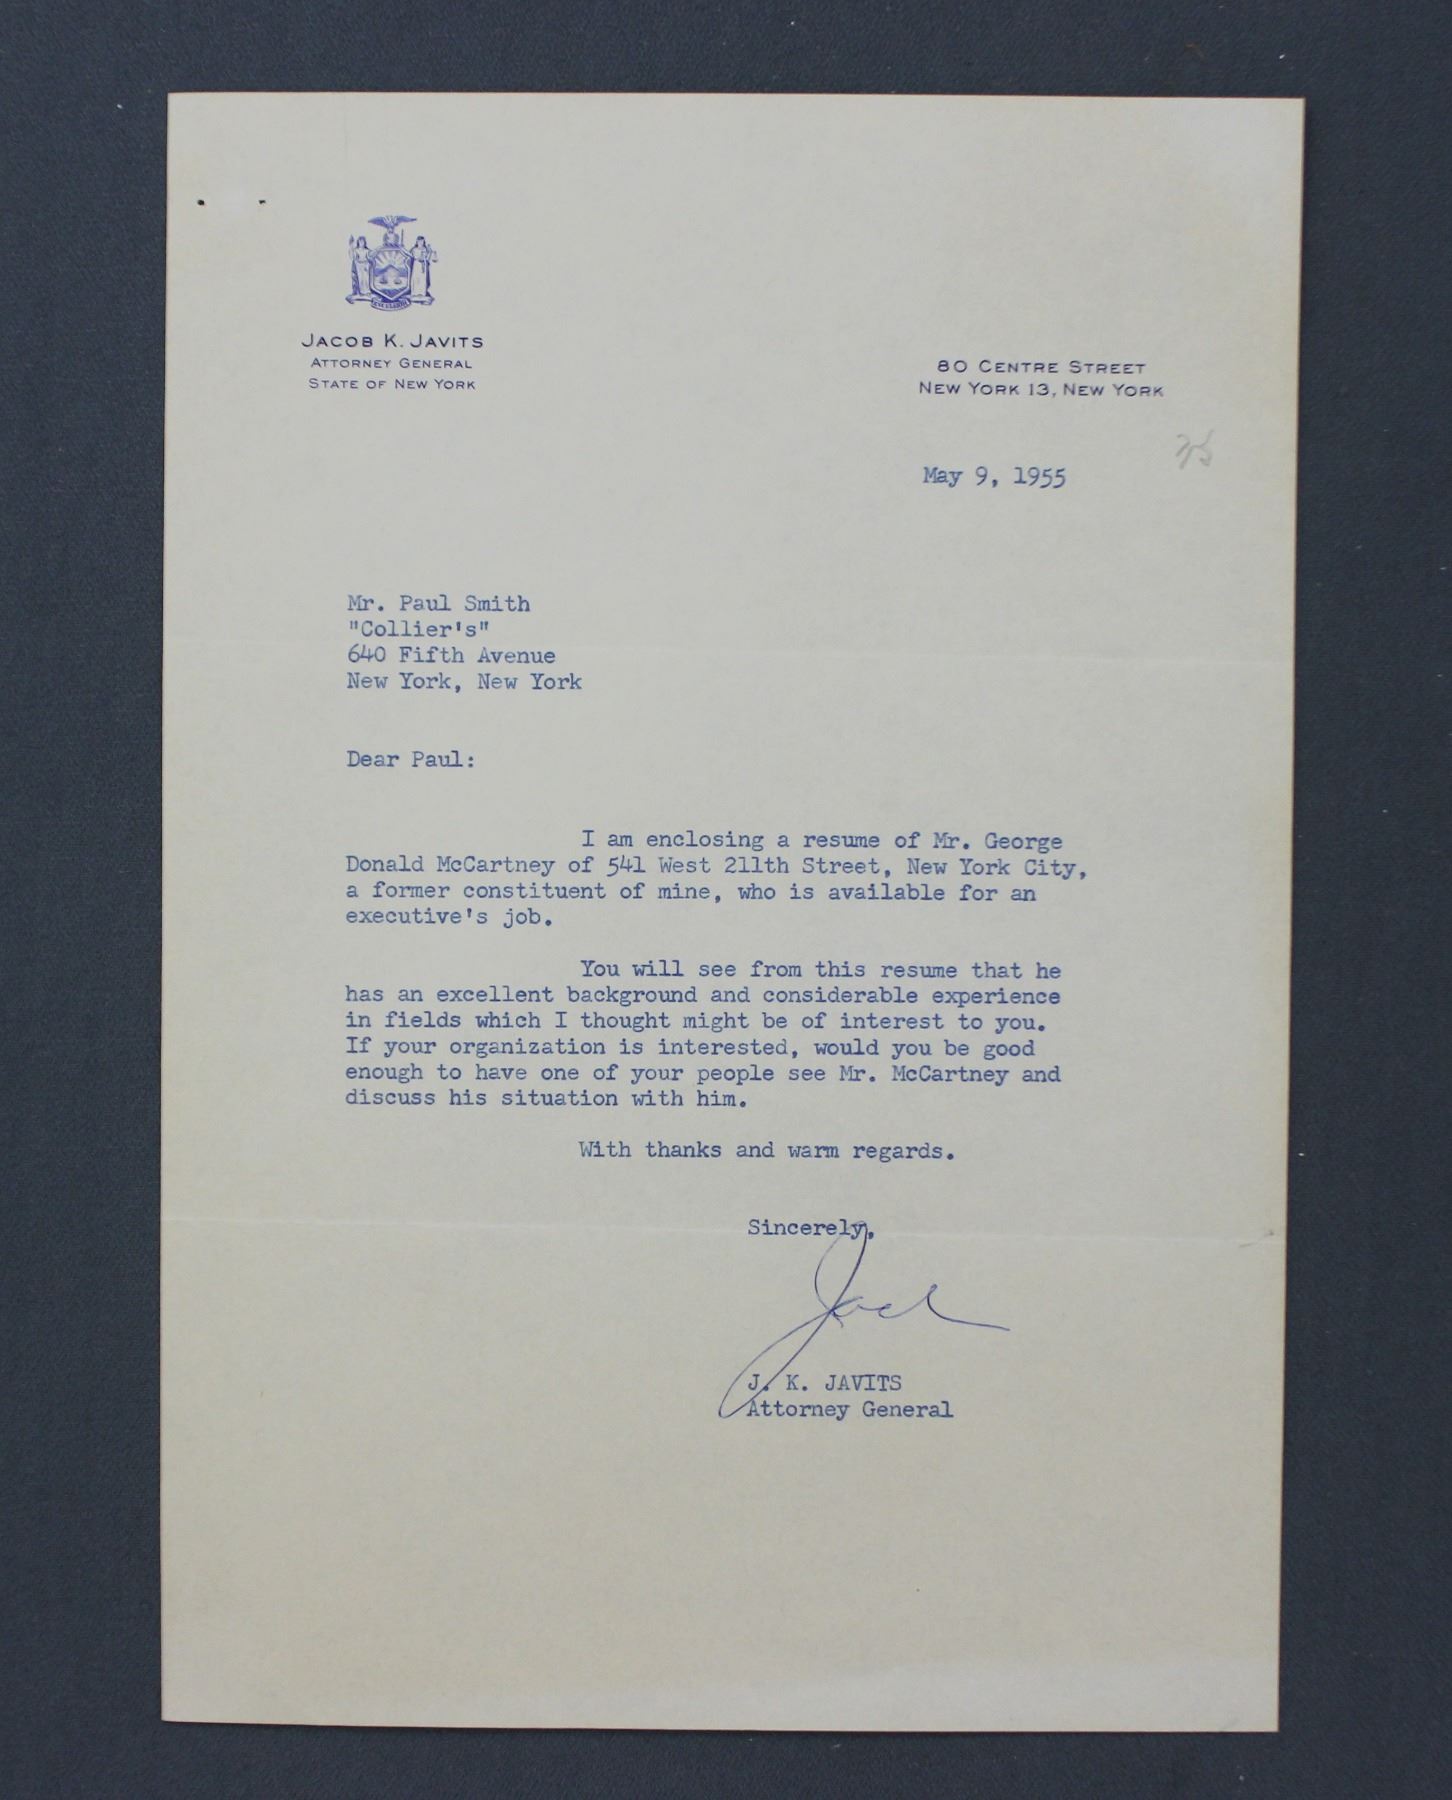 JACOB K. JAVITS
ATTORNEY GENERAL
STATE OF NEW YORK
80 CENTRE STREET
NEW YORK 13, NEW YORK
May 9, 1955
Mr. Paul Smith
"Collier's"
640 Fifth Avenue
New York, New York
Dear Paul:
I am enclosing a resume of Mr. George
Donald McCartney of 541 West 211th Street, New York City,
a former constituent of mine, who is available for an
executive's job.
You will see from this resume that he
has an excellent background and considerable experience
in fields which I thought might be of interest to you.
If your organization is interested, would you be good
enough to have one of your people see Mr. McCartney and
discuss his situation with him.
With thanks and warm regards.
Sincerely,
Jack
J. K. JAVITS
Attorney General